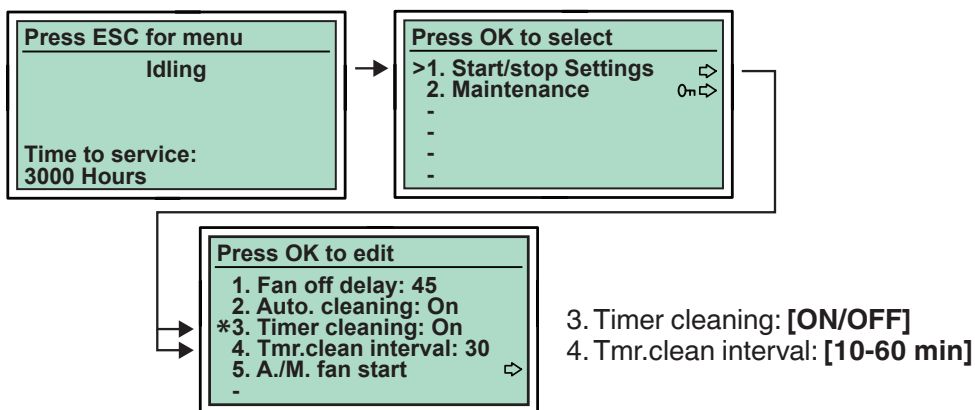 Press ESC for menu
Idling
Time to service:
3000 Hours
Press OK to select
>1. Start/stop Settings
2. Maintenance
-
-
-
-
Press OK to edit
1. Fan off delay: 45
2. Auto. cleaning: On
*3. Timer cleaning: On
4. Tmr.clean interval: 30
5. A./M. fan start
-
3. Timer cleaning: [ON/OFF]
4. Tmr.clean interval: [10-60 min]